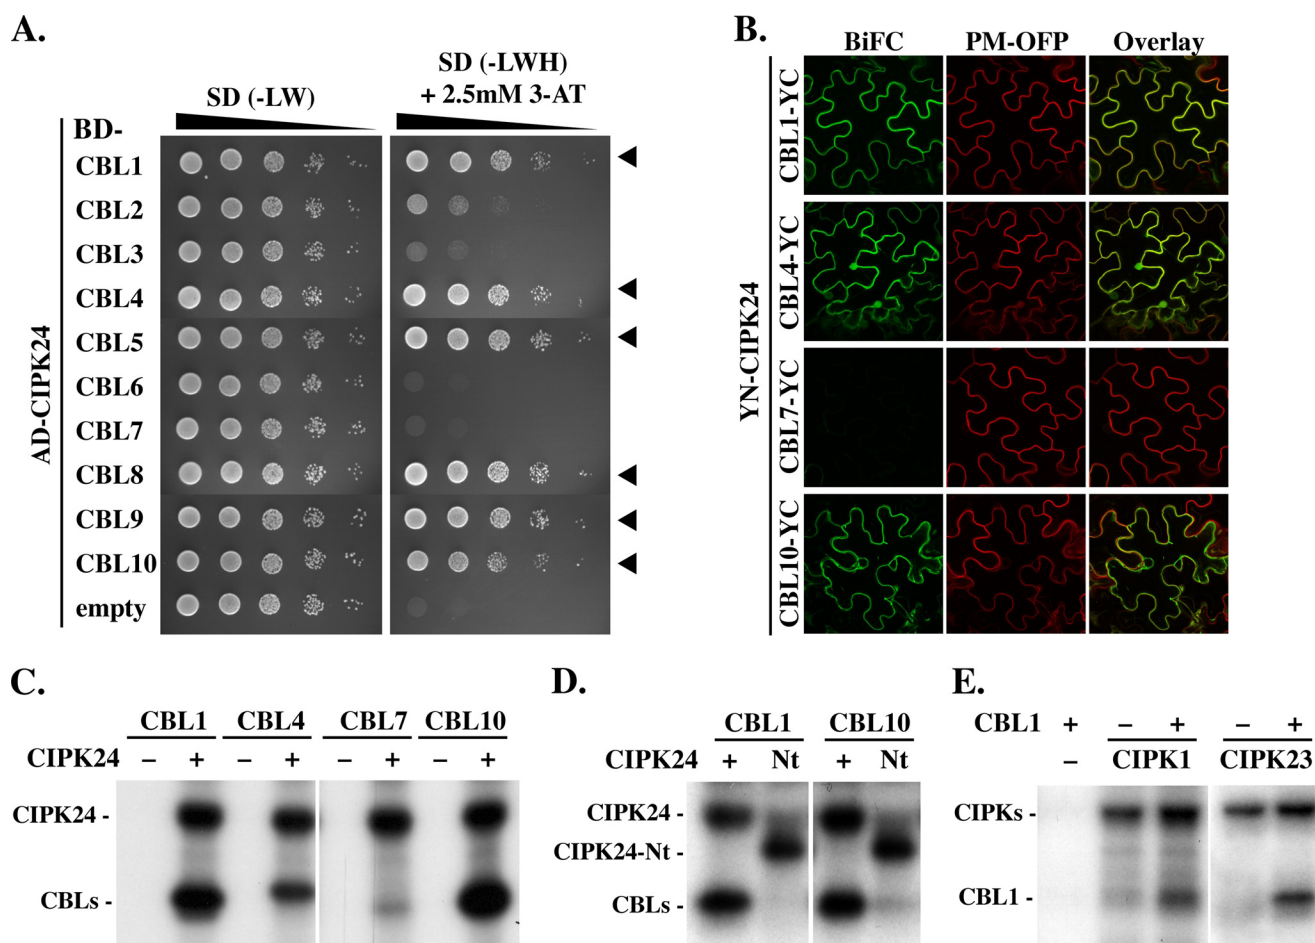 A.
SD (-LW)
SD (-LWH)
+ 2.5mM 3-AT
BD-
AD-CIPK24
CBL1
CBL2
CBL3
CBL4
CBL5
CBL6
CBL7
CBL8
CBL9
CBL10
empty
B.
BiFC PM-OFP Overlay
YN-CIPK24
CBL1-YC
CBL4-YC
CBL7-YC
CBL10-YC
C.
CBL1 CBL4 CBL7 CBL10
CIPK24 – + – + – + – +
CIPK24 -
CBLs -
D.
CBL1 CBL10
CIPK24 + Nt + Nt
CIPK24 -
CIPK24-Nt -
CBLs -
E.
CBL1 + – + – +
– CIPK1 CIPK23
CIPKs -
CBL1 -